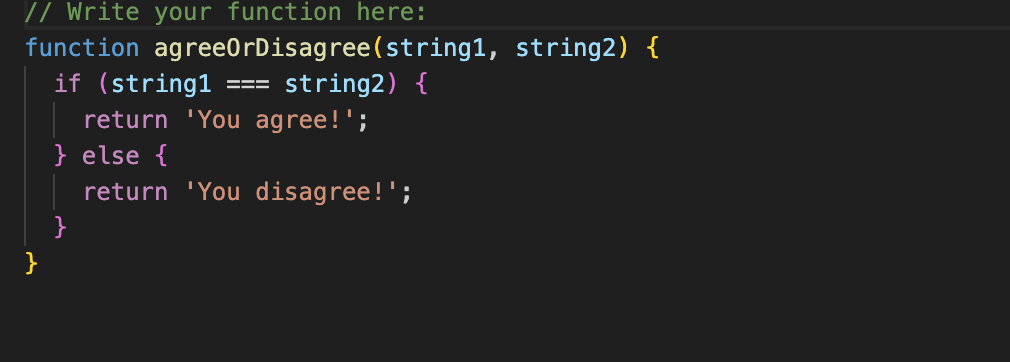 // Write your function here:
function agreeOrDisagree(string1, string2) {
  if (string1 === string2) {
    return 'You agree!';
  } else {
    return 'You disagree!';
  }
}